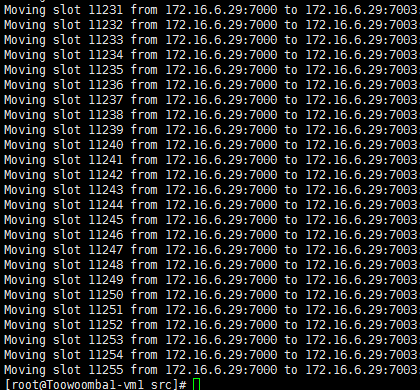 Moving slot 11231 from 172.16.6.29:7000 to 172.16.6.29:7003
Moving slot 11232 from 172.16.6.29:7000 to 172.16.6.29:7003
Moving slot 11233 from 172.16.6.29:7000 to 172.16.6.29:7003
Moving slot 11234 from 172.16.6.29:7000 to 172.16.6.29:7003
Moving slot 11235 from 172.16.6.29:7000 to 172.16.6.29:7003
Moving slot 11236 from 172.16.6.29:7000 to 172.16.6.29:7003
Moving slot 11237 from 172.16.6.29:7000 to 172.16.6.29:7003
Moving slot 11238 from 172.16.6.29:7000 to 172.16.6.29:7003
Moving slot 11239 from 172.16.6.29:7000 to 172.16.6.29:7003
Moving slot 11240 from 172.16.6.29:7000 to 172.16.6.29:7003
Moving slot 11241 from 172.16.6.29:7000 to 172.16.6.29:7003
Moving slot 11242 from 172.16.6.29:7000 to 172.16.6.29:7003
Moving slot 11243 from 172.16.6.29:7000 to 172.16.6.29:7003
Moving slot 11244 from 172.16.6.29:7000 to 172.16.6.29:7003
Moving slot 11245 from 172.16.6.29:7000 to 172.16.6.29:7003
Moving slot 11246 from 172.16.6.29:7000 to 172.16.6.29:7003
Moving slot 11247 from 172.16.6.29:7000 to 172.16.6.29:7003
Moving slot 11248 from 172.16.6.29:7000 to 172.16.6.29:7003
Moving slot 11249 from 172.16.6.29:7000 to 172.16.6.29:7003
Moving slot 11250 from 172.16.6.29:7000 to 172.16.6.29:7003
Moving slot 11251 from 172.16.6.29:7000 to 172.16.6.29:7003
Moving slot 11252 from 172.16.6.29:7000 to 172.16.6.29:7003
Moving slot 11253 from 172.16.6.29:7000 to 172.16.6.29:7003
Moving slot 11254 from 172.16.6.29:7000 to 172.16.6.29:7003
Moving slot 11255 from 172.16.6.29:7000 to 172.16.6.29:7003
[root@Toowoomba1-vm1 src]#